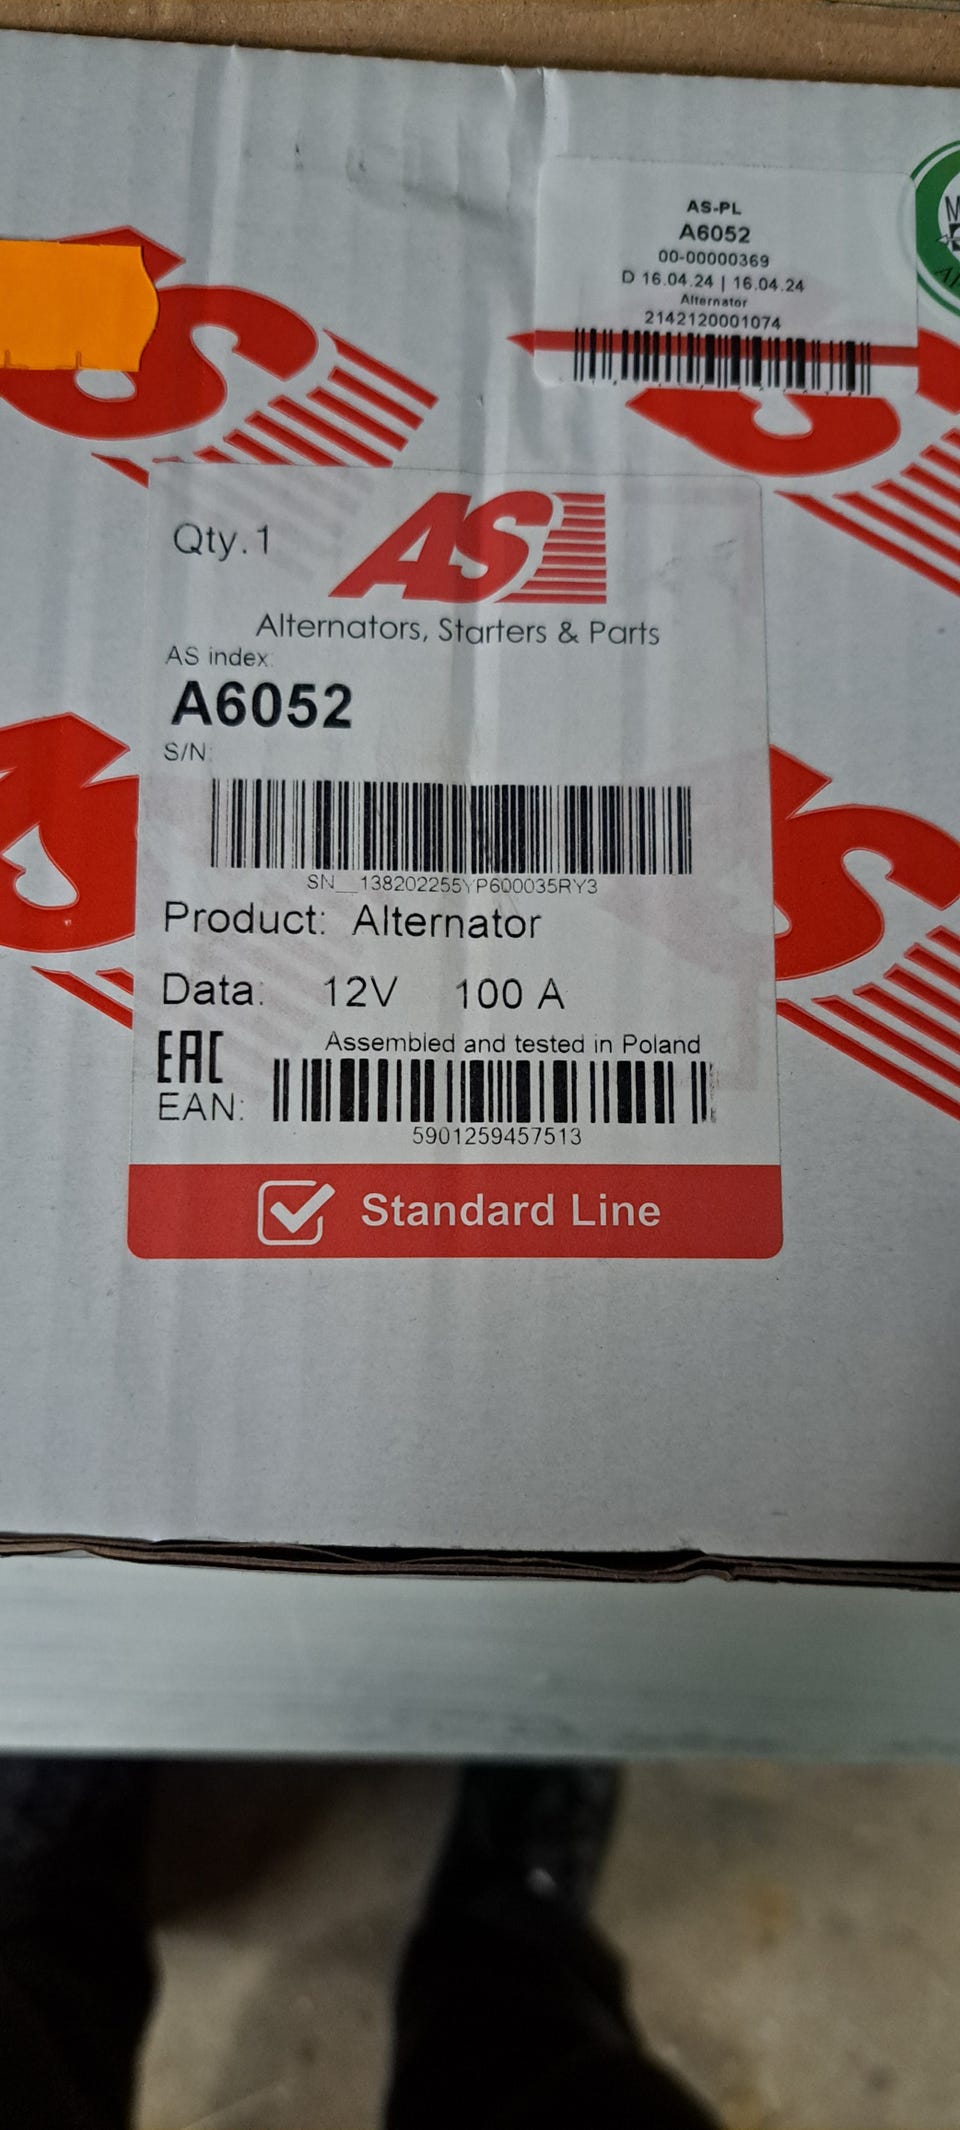 AS-PL
A6052
00-00000369
D 16.04.24 | 16.04.24
Alternator
2142120001074
Qty.1
AS
Alternators, Starters & Parts
AS index:
A6052
S/N:
SN__138202255YP600035RY3
Product: Alternator
Data: 12V 100 A
EAC
Assembled and tested in Poland
EAN:
5901259457513
Standard Line